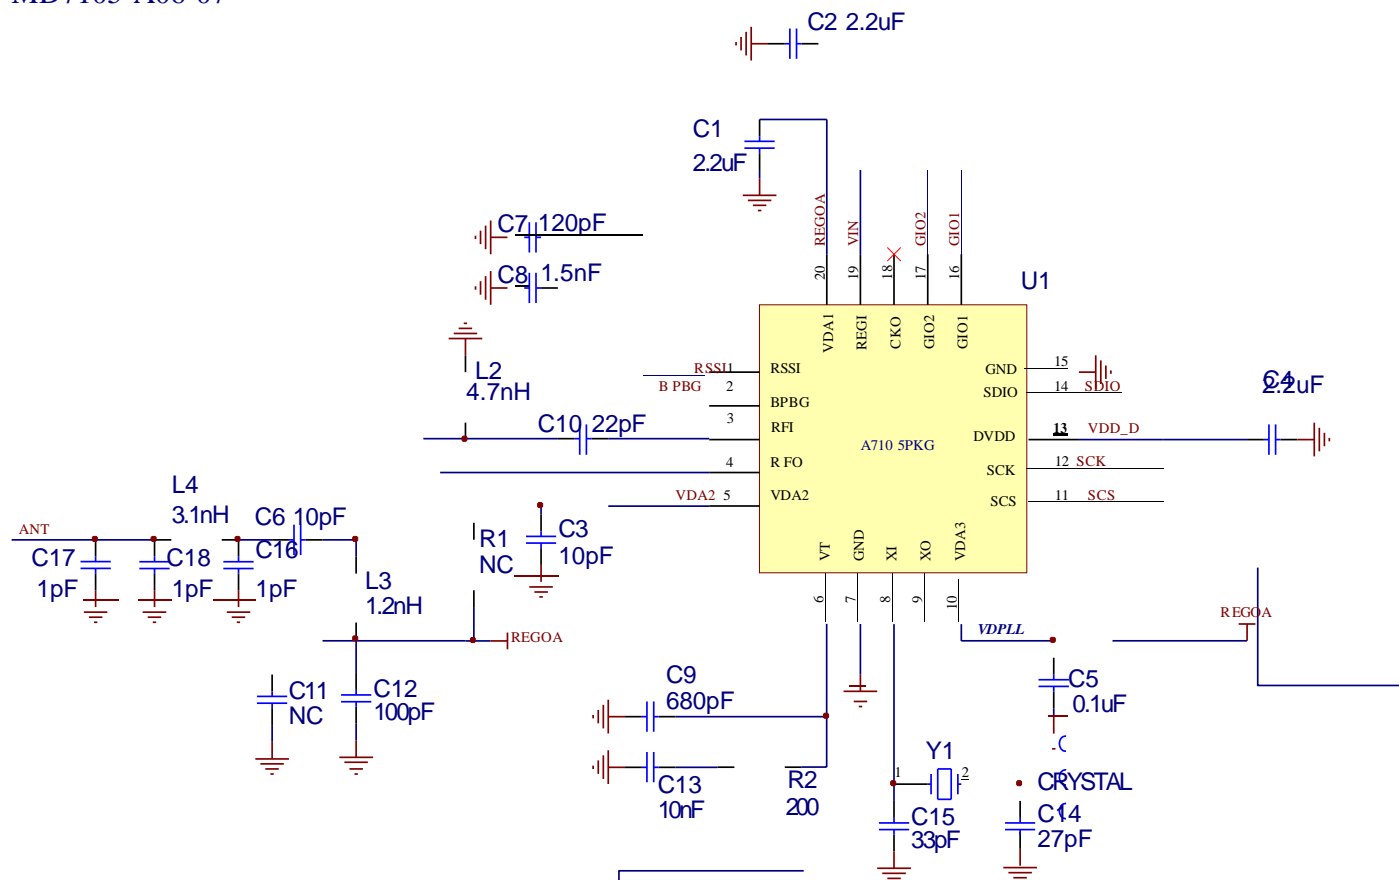 C2 2.2uF
C1
2.2uF
C7 120pF
C8 1.5nF
REGOA
VIN
GIO2
GIO1
20
19
18
17
16
U1
VDA1
REGI
CKO
GIO2
GIO1
L2
4.7nH
RSSI 1
RSSI
B PBG 2
BPBG
3
RFI
C10 22pF
4
R FO
VDA2 5
VDA2
A710 5PKG
GND 15
SDIO 14 SDIO
DVDD 13 VDD_D
SCK 12 SCK
SCS 11 SCS
C4
2.2uF
L4
3.1nH
ANT
C6 10pF
C17
1pF
C18
1pF
C16
1pF
R1
NC
C3
10pF
L3
1.2nH
REGOA
VT
GND
XI
XO
VDA3
6
7
8
9
10
VDPLL
REGOA
C11
NC
C12
100pF
C9
680pF
C5
0.1uF
C13
10nF
R2
200
Y1
1
2
CRYSTAL
C15
33pF
C14
27pF